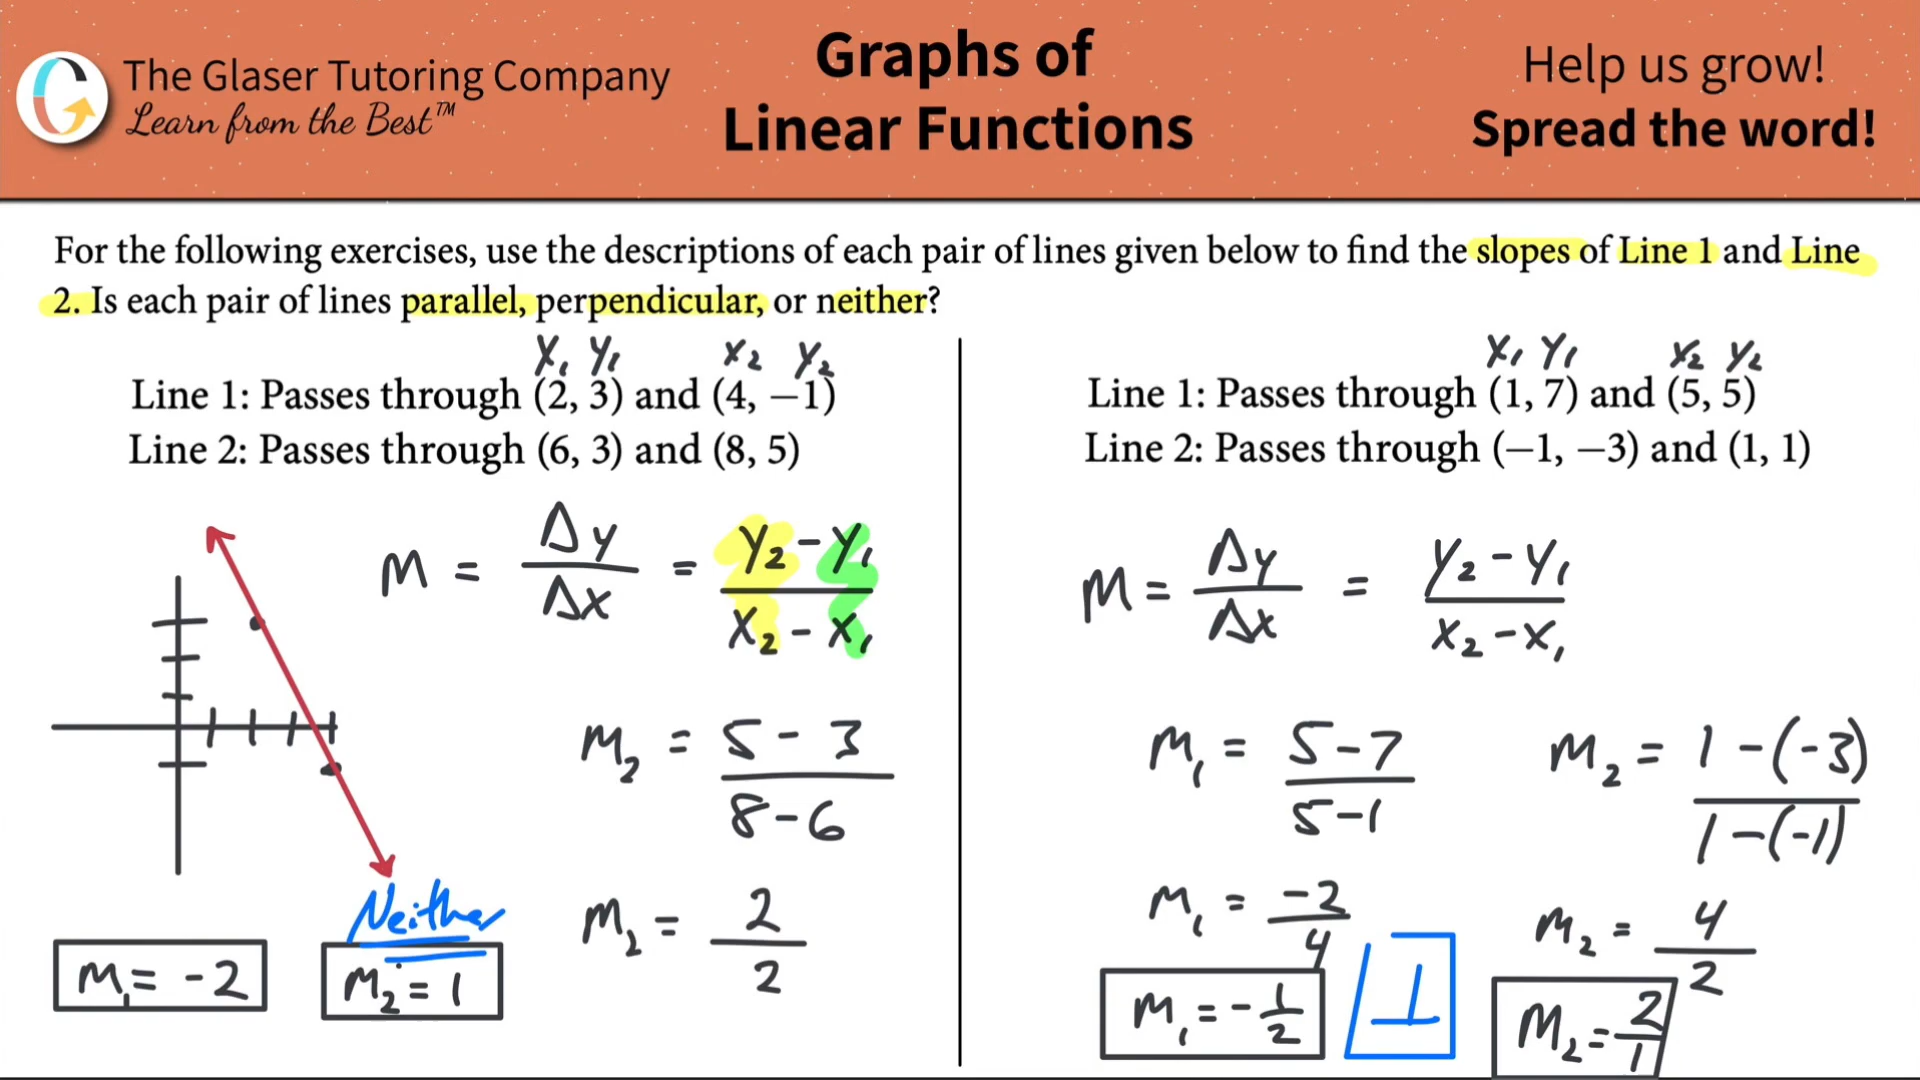 The Glaser Tutoring Company
Learn from the Best™
Graphs of
Linear Functions
Help us grow!
Spread the word!
For the following exercises, use the descriptions of each pair of lines given below to find the slopes of Line 1 and Line
2. Is each pair of lines parallel, perpendicular, or neither?
x₁ y₁ x₂ y₂
Line 1: Passes through (2, 3) and (4, −1)
Line 2: Passes through (6, 3) and (8, 5)
m = Δy/Δx = y₂-y₁/x₂-x₁
m₂ = 5-3/8-6
m₂ = 2/2
Neither
m₁= -2
m₂= 1
x₁ y₁ x₂ y₂
Line 1: Passes through (1, 7) and (5, 5)
Line 2: Passes through (−1, −3) and (1, 1)
m = Δy/Δx = y₂-y₁/x₂-x₁
m₁ = 5-7/5-1
m₂ = 1-(-3)/1-(-1)
m₁ = -2/4
m₂ = 4/2
m₁ = -1/2
⊥
m₂ = 2/1